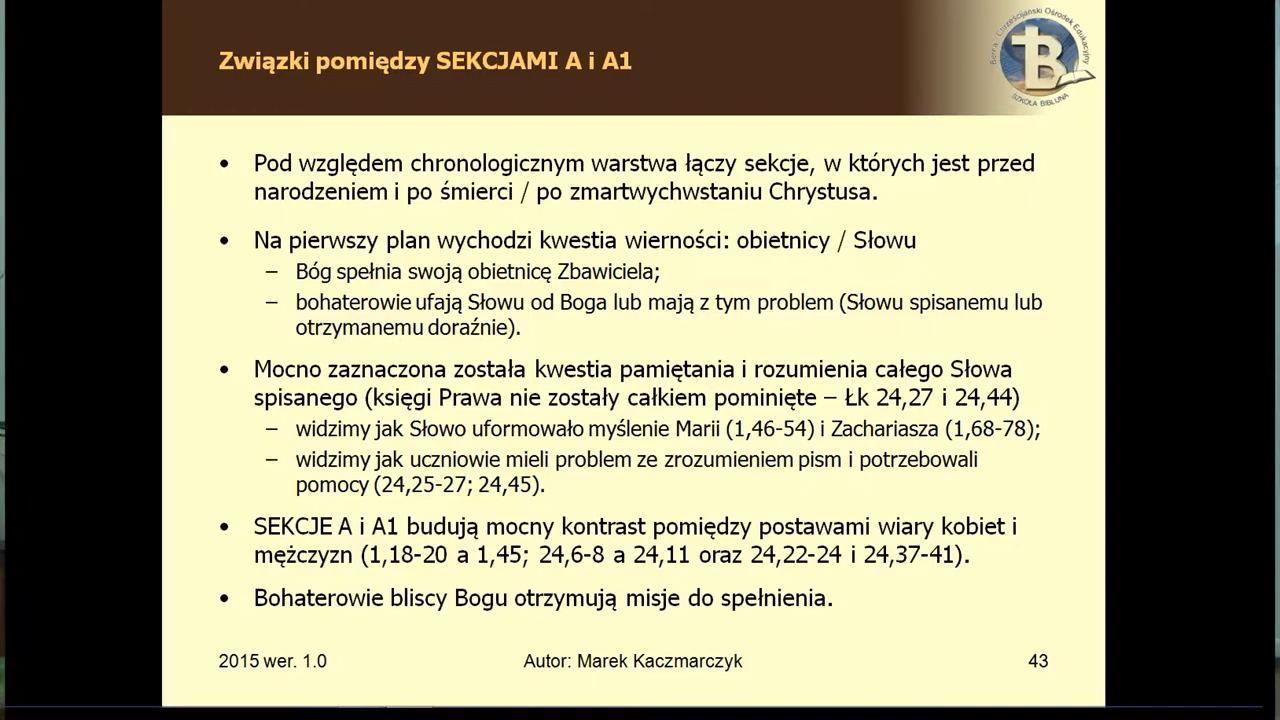 Związki pomiędzy SEKCJAMI A i A1
Chrześcijański Ośrodek Edukacyjny
SZKOŁA BIBLIJNA
• Pod względem chronologicznym warstwa łączy sekcje, w których jest przed
narodzeniem i po śmierci / po zmartwychwstaniu Chrystusa.
• Na pierwszy plan wychodzi kwestia wierności: obietnicy / Słowu
– Bóg spełnia swoją obietnicę Zbawiciela;
– bohaterowie ufają Słowu od Boga lub mają z tym problem (Słowu spisanemu lub
otrzymanemu doraźnie).
• Mocno zaznaczona została kwestia pamiętania i rozumienia całego Słowa
spisanego (księgi Prawa nie zostały całkiem pominięte – Łk 24,27 i 24,44)
– widzimy jak Słowo uformowało myślenie Marii (1,46-54) i Zachariasza (1,68-78);
– widzimy jak uczniowie mieli problem ze zrozumieniem pism i potrzebowali
pomocy (24,25-27; 24,45).
• SEKCJE A i A1 budują mocny kontrast pomiędzy postawami wiary kobiet i
mężczyzn (1,18-20 a 1,45; 24,6-8 a 24,11 oraz 24,22-24 i 24,37-41).
• Bohaterowie bliscy Bogu otrzymują misje do spełnienia.
2015 wer. 1.0
Autor: Marek Kaczmarczyk
43